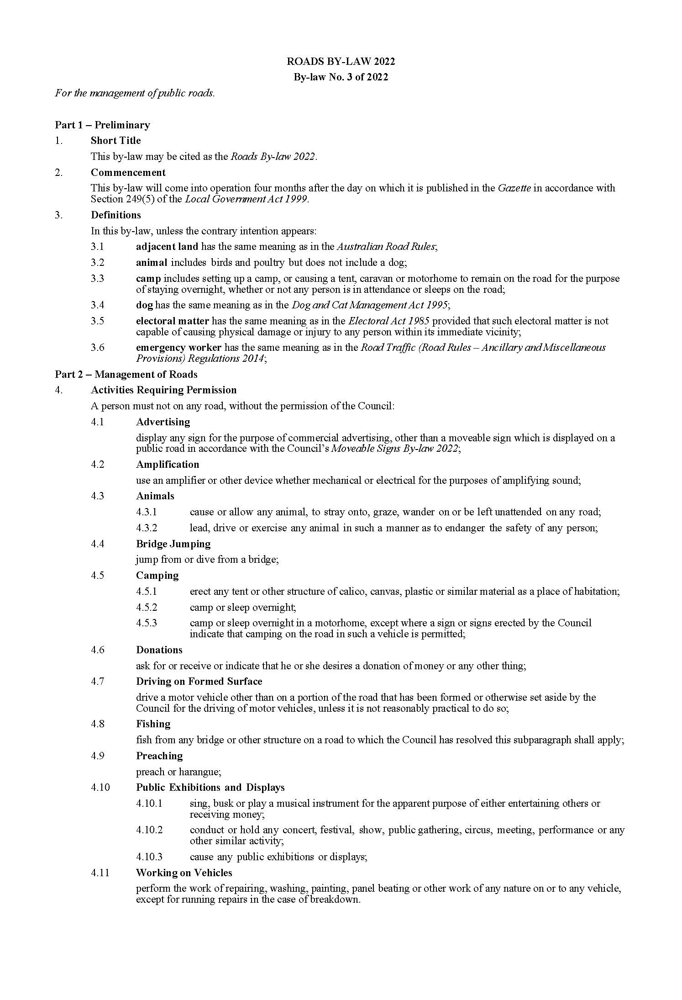 ROADS BY-LAW 2022
By-law No. 3 of 2022
For the management of public roads.
Part 1 – Preliminary
1. Short Title
This by-law may be cited as the Roads By-law 2022.
2. Commencement
This by-law will come into operation four months after the day on which it is published in the Gazette in accordance with
Section 249(5) of the Local Government Act 1999.
3. Definitions
In this by-law, unless the contrary intention appears:
3.1 adjacent land has the same meaning as in the Australian Road Rules;
3.2 animal includes birds and poultry but does not include a dog;
3.3 camp includes setting up a camp, or causing a tent, caravan or motorhome to remain on the road for the purpose
of staying overnight, whether or not any person is in attendance or sleeps on the road;
3.4 dog has the same meaning as in the Dog and Cat Management Act 1995;
3.5 electoral matter has the same meaning as in the Electoral Act 1985 provided that such electoral matter is not
capable of causing physical damage or injury to any person within its immediate vicinity;
3.6 emergency worker has the same meaning as in the Road Traffic (Road Rules – Ancillary and Miscellaneous
Provisions) Regulations 2014;
Part 2 – Management of Roads
4. Activities Requiring Permission
A person must not on any road, without the permission of the Council:
4.1 Advertising
display any sign for the purpose of commercial advertising, other than a moveable sign which is displayed on a
public road in accordance with the Council's Moveable Signs By-law 2022;
4.2 Amplification
use an amplifier or other device whether mechanical or electrical for the purposes of amplifying sound;
4.3 Animals
4.3.1 cause or allow any animal, to stray onto, graze, wander on or be left unattended on any road;
4.3.2 lead, drive or exercise any animal in such a manner as to endanger the safety of any person;
4.4 Bridge Jumping
jump from or dive from a bridge;
4.5 Camping
4.5.1 erect any tent or other structure of calico, canvas, plastic or similar material as a place of habitation;
4.5.2 camp or sleep overnight;
4.5.3 camp or sleep overnight in a motorhome, except where a sign or signs erected by the Council
indicate that camping on the road in such a vehicle is permitted;
4.6 Donations
ask for or receive or indicate that he or she desires a donation of money or any other thing;
4.7 Driving on Formed Surface
drive a motor vehicle other than on a portion of the road that has been formed or otherwise set aside by the
Council for the driving of motor vehicles, unless it is not reasonably practical to do so;
4.8 Fishing
fish from any bridge or other structure on a road to which the Council has resolved this subparagraph shall apply;
4.9 Preaching
preach or harangue;
4.10 Public Exhibitions and Displays
4.10.1 sing, busk or play a musical instrument for the apparent purpose of either entertaining others or
receiving money;
4.10.2 conduct or hold any concert, festival, show, public gathering, circus, meeting, performance or any
other similar activity;
4.10.3 cause any public exhibitions or displays;
4.11 Working on Vehicles
perform the work of repairing, washing, painting, panel beating or other work of any nature on or to any vehicle,
except for running repairs in the case of breakdown.